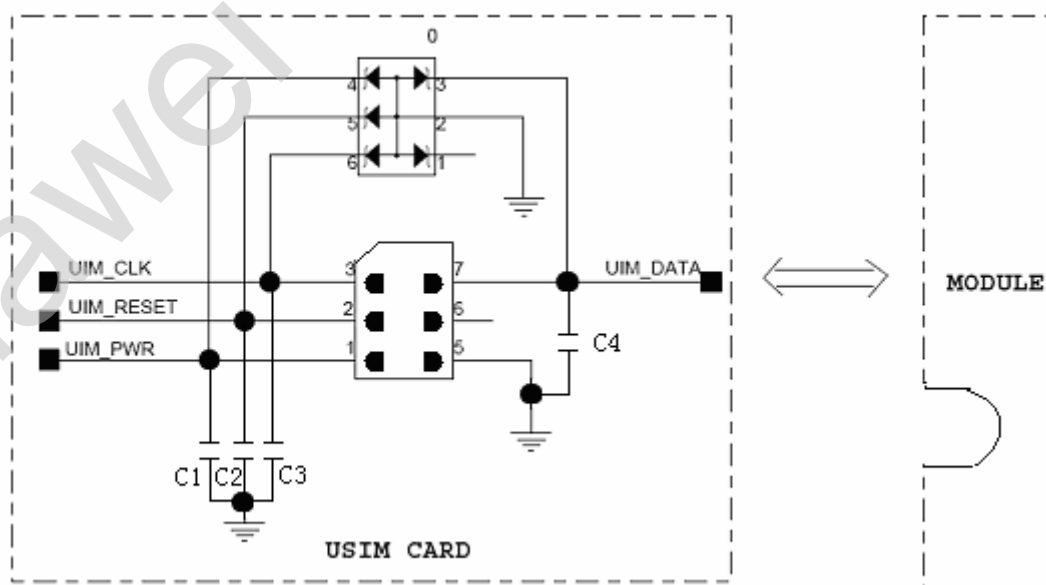 0
4
3
5
2
6
1
UIM_CLK
3
7
UIM_DATA
MODULE
UIM_RESET
2
6
UIM_PWR
1
5
C4
C1
C2
C3
USIM CARD